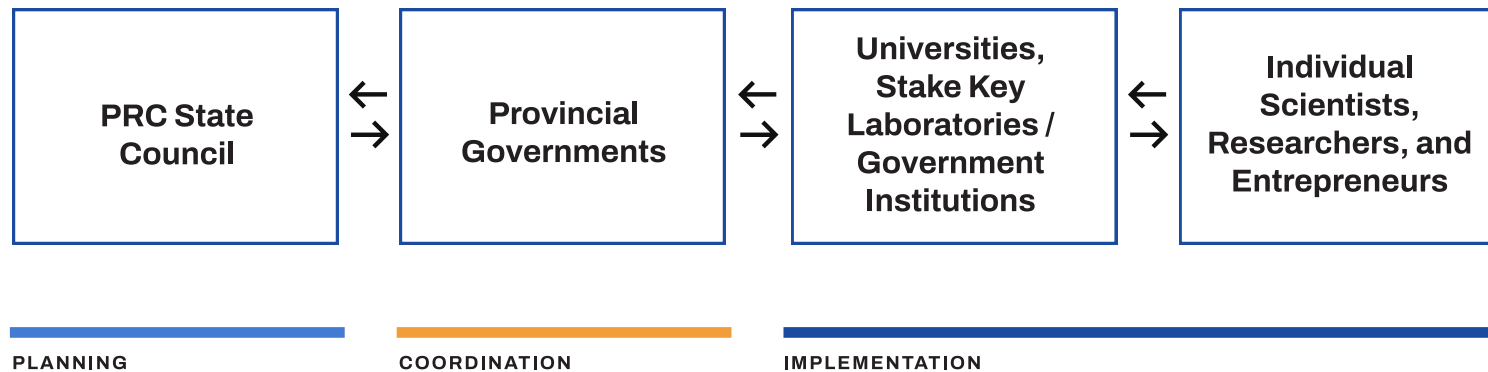 PRC State
Council
Provincial
Governments
Universities,
Stake Key
Laboratories /
Government
Institutions
Individual
Scientists,
Researchers, and
Entrepreneurs
PLANNING
COORDINATION
IMPLEMENTATION